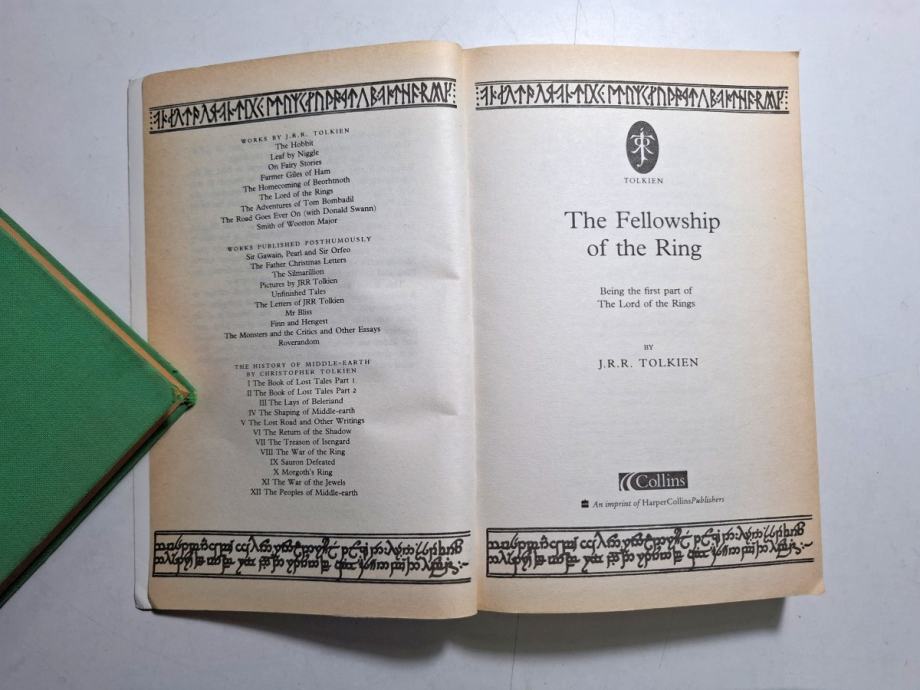 WORKS BY J.R.R. TOLKIEN
The Hobbit
Leaf by Niggle
On Fairy Stories
Farmer Giles of Ham
The Homecoming of Beorhtnoth
The Lord of the Rings
The Adventures of Tom Bombadil
The Road Goes Ever On (with Donald Swann)
Smith of Wootton Major
WORKS PUBLISHED POSTHUMOUSLY
Sir Gawain, Pearl and Sir Orfeo
The Father Christmas Letters
The Silmarillion
Pictures by JRR Tolkien
Unfinished Tales
The Letters of JRR Tolkien
Mr Bliss
Finn and Hengest
The Monsters and the Critics and Other Essays
Roverandom
THE HISTORY OF MIDDLE-EARTH
BY CHRISTOPHER TOLKIEN
I The Book of Lost Tales Part 1
II The Book of Lost Tales Part 2
III The Lays of Beleriand
IV The Shaping of Middle-earth
V The Lost Road and Other Writings
VI The Return of the Shadow
VII The Treason of Isengard
VIII The War of the Ring
IX Sauron Defeated
X Morgoth's Ring
XI The War of the Jewels
XII The Peoples of Middle-earth
TOLKIEN
The Fellowship
of the Ring
Being the first part of
The Lord of the Rings
BY
J.R.R. TOLKIEN
Collins
An imprint of HarperCollinsPublishers